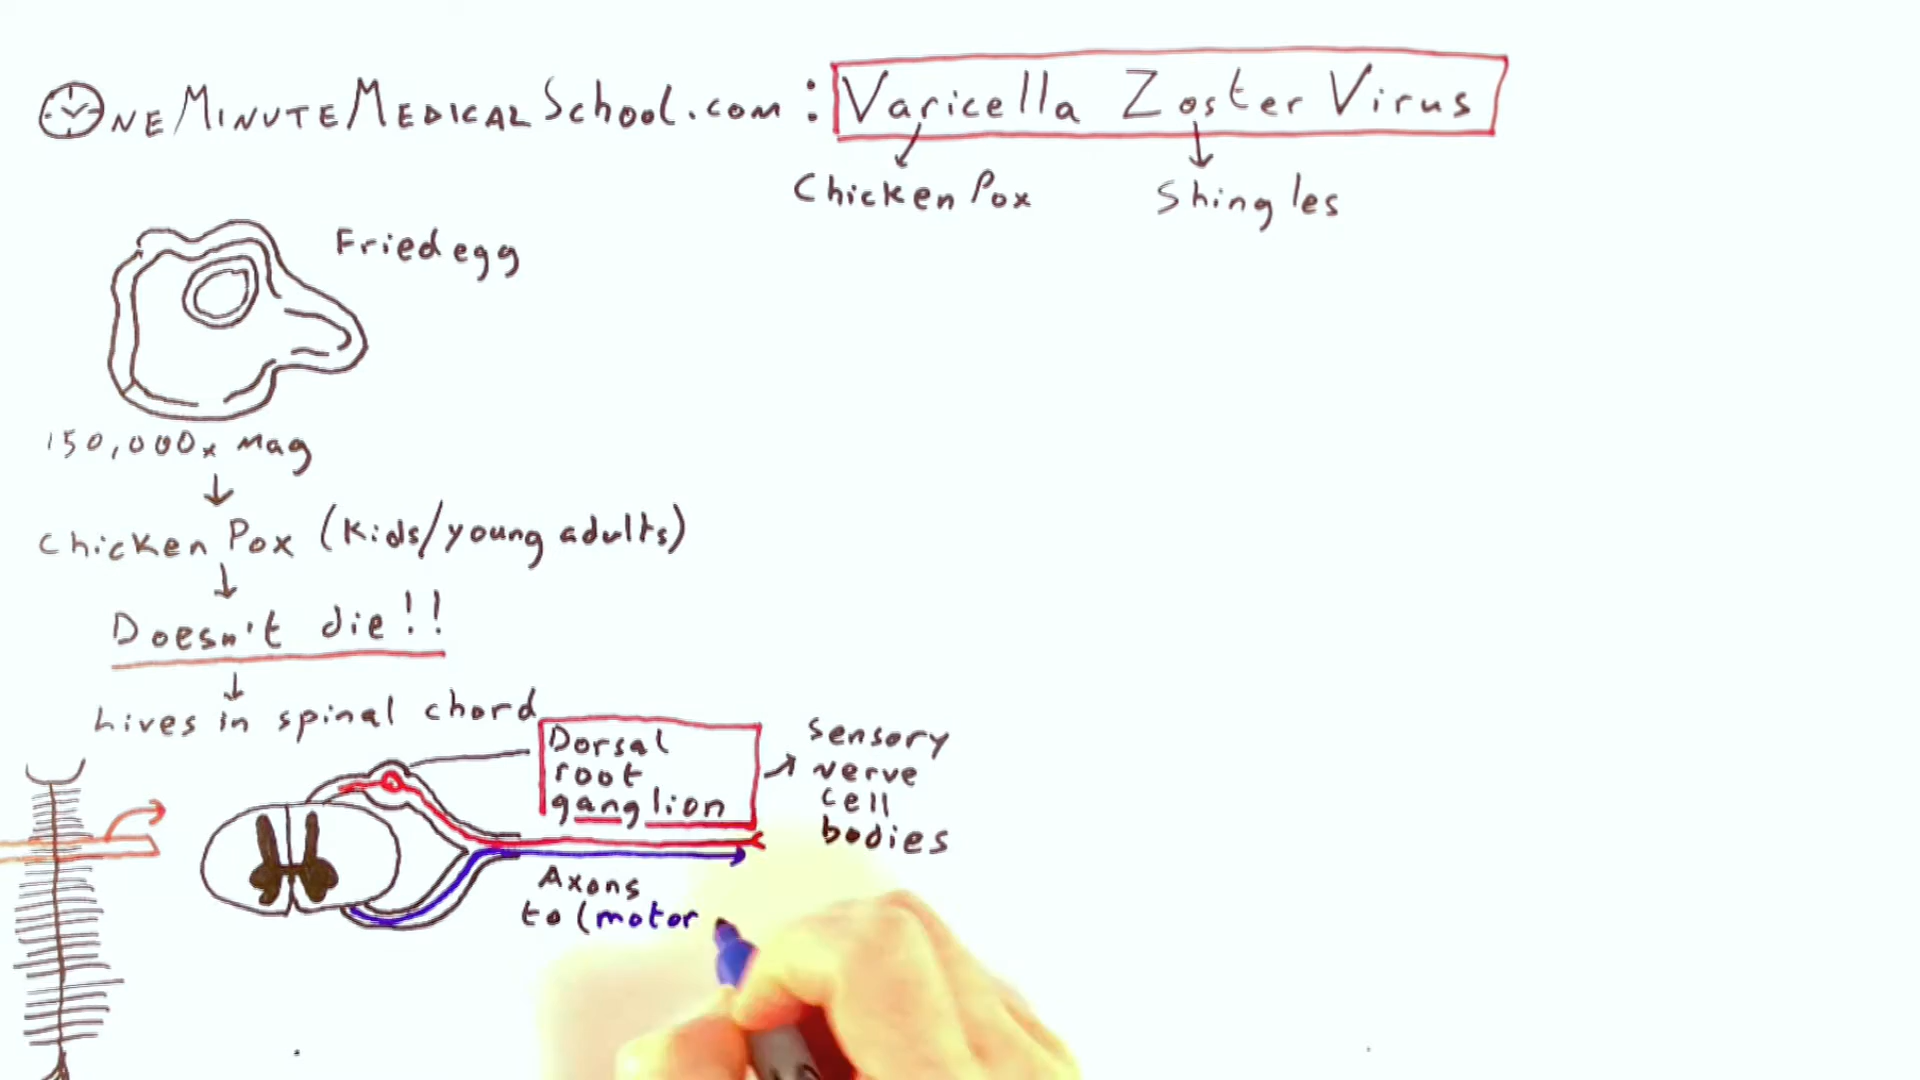 OneMinuteMedicalSchool.com : Varicella Zoster Virus
Chicken Pox Shingles
Fried egg
150,000x Mag
Chicken Pox (Kids/young adults)
Doesn't die!!
Lives in spinal chord
Dorsal
root
ganglion
Sensory
nerve
cell
bodies
Axons
to (motor